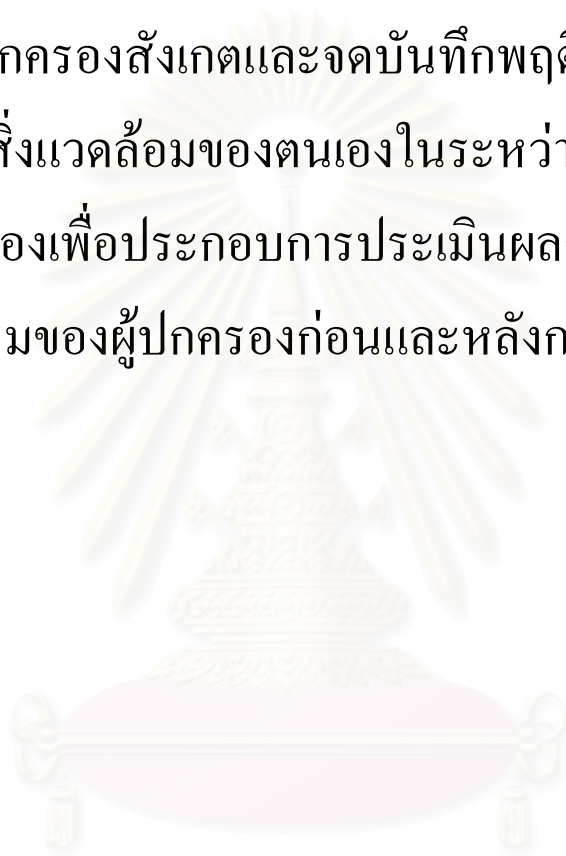 กครองสังเกตและจดบันทึกพฤติ
สิ่งแวดล้อมของตนเองในระหว่า
องเพื่อประกอบการประเมินผล
มของผู้ปกครองก่อนและหลังก